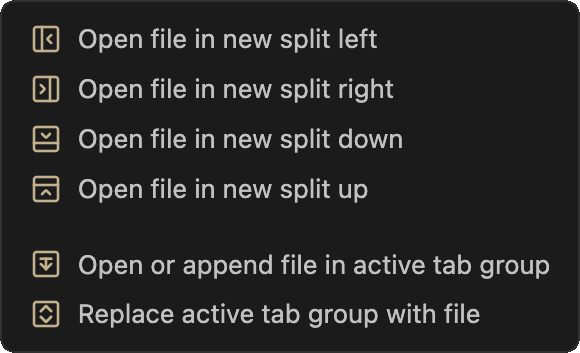 Open file in new split left
Open file in new split right
Open file in new split down
Open file in new split up
Open or append file in active tab group
Replace active tab group with file